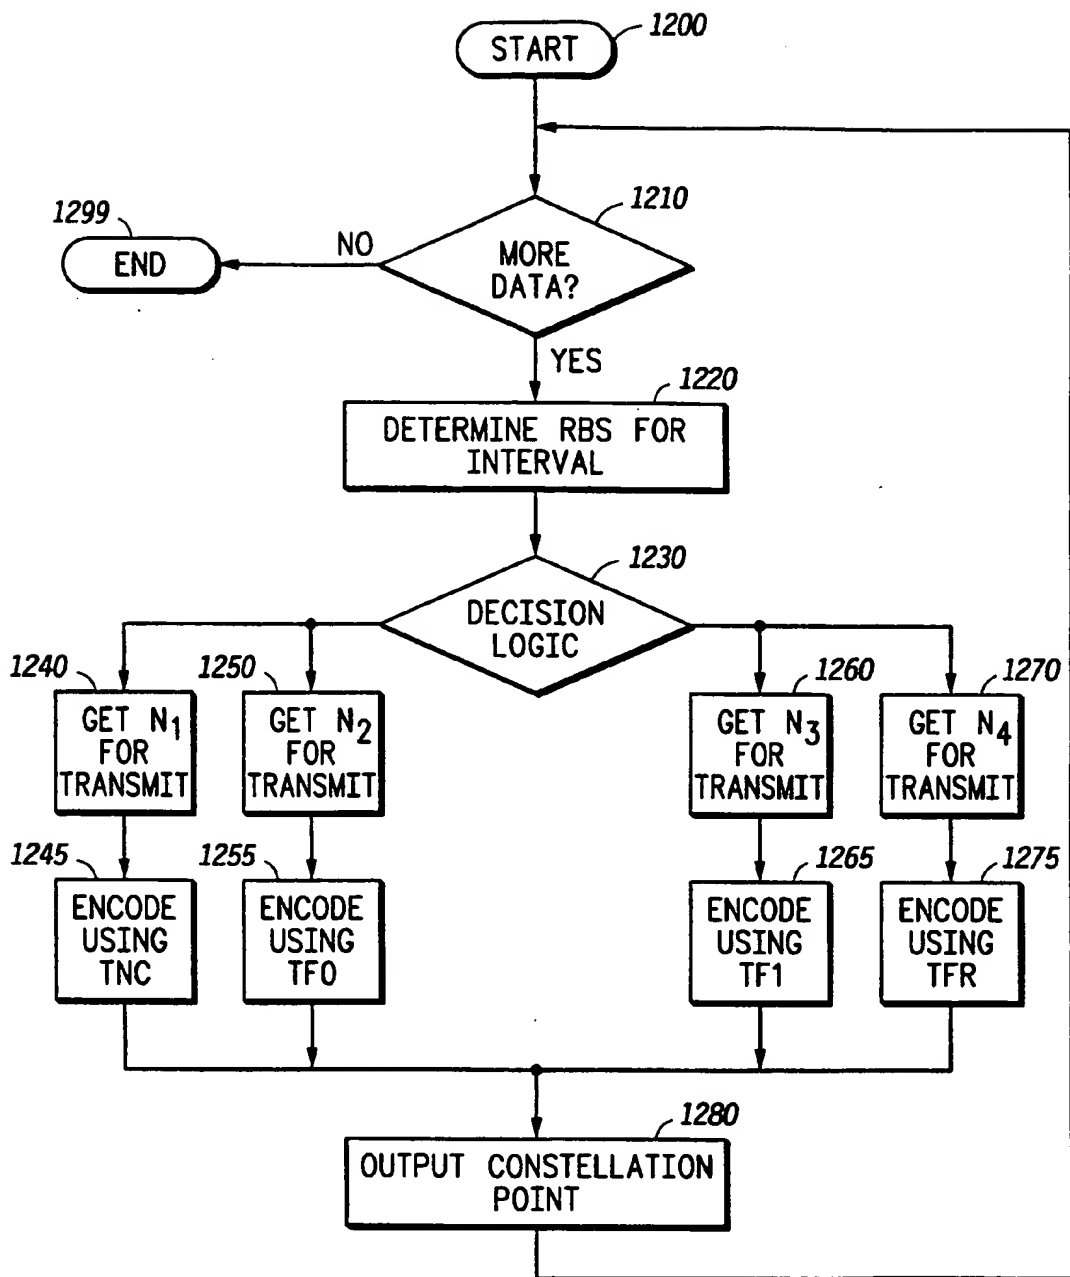 START
1200
1210
MORE
DATA?
NO
1299
END
YES
1220
DETERMINE RBS FOR
INTERVAL
1230
DECISION
LOGIC
1240
GET N1
FOR
TRANSMIT
1250
GET N2
FOR
TRANSMIT
1260
GET N3
FOR
TRANSMIT
1270
GET N4
FOR
TRANSMIT
1245
ENCODE
USING
TNC
1255
ENCODE
USING
TF0
1265
ENCODE
USING
TF1
1275
ENCODE
USING
TFR
1280
OUTPUT CONSTELLATION
POINT